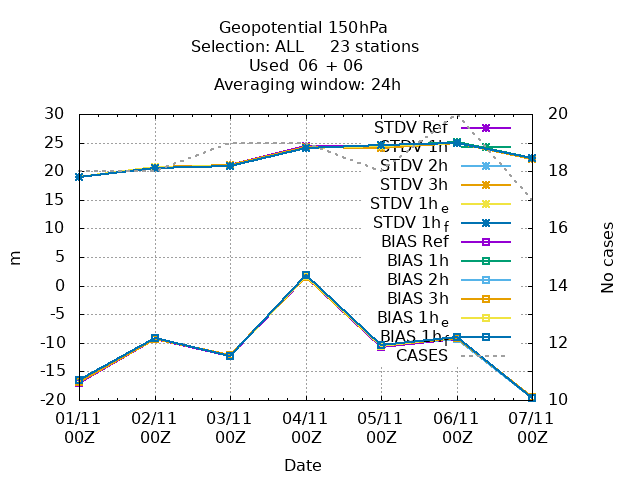 Geopotential 150hPa
Selection: ALL 23 stations
Used 06 + 06
Averaging window: 24h
30
25
20
15
10
5
0
-5
-10
-15
-20
m
20
18
16
14
12
10
No cases
STDV Ref
STDV 1h
STDV 2h
STDV 3h
STDV 1he
STDV 1hf
BIAS Ref
BIAS 1h
BIAS 2h
BIAS 3h
BIAS 1he
BIAS 1hf
CASES
01/11 02/11 03/11 04/11 05/11 06/11 07/11
00Z 00Z 00Z 00Z 00Z 00Z 00Z
Date